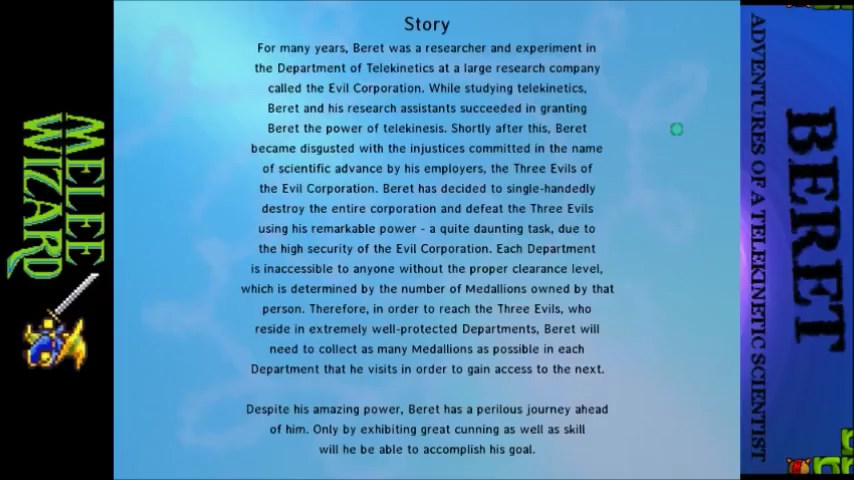 Story
For many years, Beret was a researcher and experiment in
the Department of Telekinetics at a large research company
called the Evil Corporation. While studying telekinetics,
Beret and his research assistants succeeded in granting
Beret the power of telekinesis. Shortly after this, Beret
became disgusted with the injustices committed in the name
of scientific advance by his employers, the Three Evils of
the Evil Corporation. Beret has decided to single-handedly
destroy the entire corporation and defeat the Three Evils
using his remarkable power - a quite daunting task, due to
the high security of the Evil Corporation. Each Department
is inaccessible to anyone without the proper clearance level,
which is determined by the number of Medallions owned by that
person. Therefore, in order to reach the Three Evils, who
reside in extremely well-protected Departments, Beret will
need to collect as many Medallions as possible in each
Department that he visits in order to gain access to the next.
Despite his amazing power, Beret has a perilous journey ahead
of him. Only by exhibiting great cunning as well as skill
will he be able to accomplish his goal.
MELEE
WIZARD
BERET
ADVENTURES OF A TELEKINETIC SCIENTIST